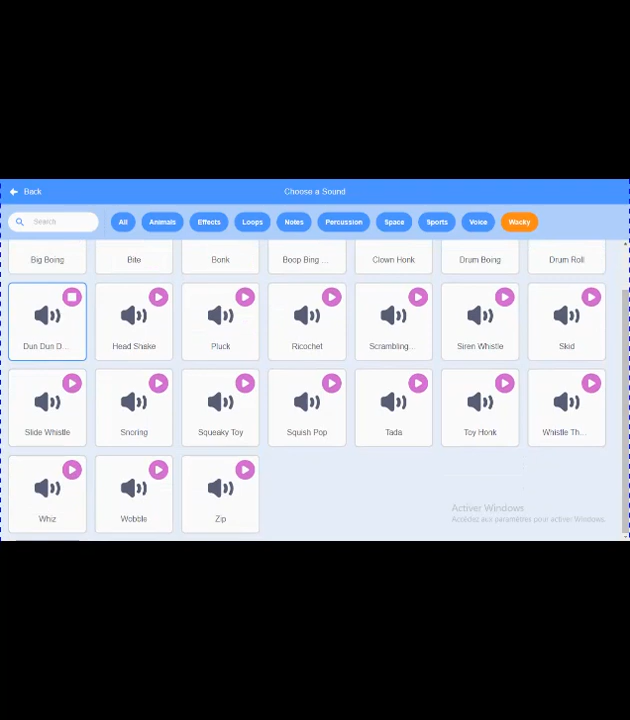 Back
Choose a Sound
Search
All Animals Effects Loops Notes Percussion Space Sports Voice Wacky
Big Boing Bite Bonk Boop Bing ... Clown Honk Drum Boing Drum Roll
Dun Dun D... Head Shake Pluck Ricochet Scrambling... Siren Whistle Skid
Slide Whistle Snoring Squeaky Toy Squish Pop Tada Toy Honk Whistle Th...
Whiz Wobble Zip
Activer Windows
Accédez aux paramètres pour activer Windows.